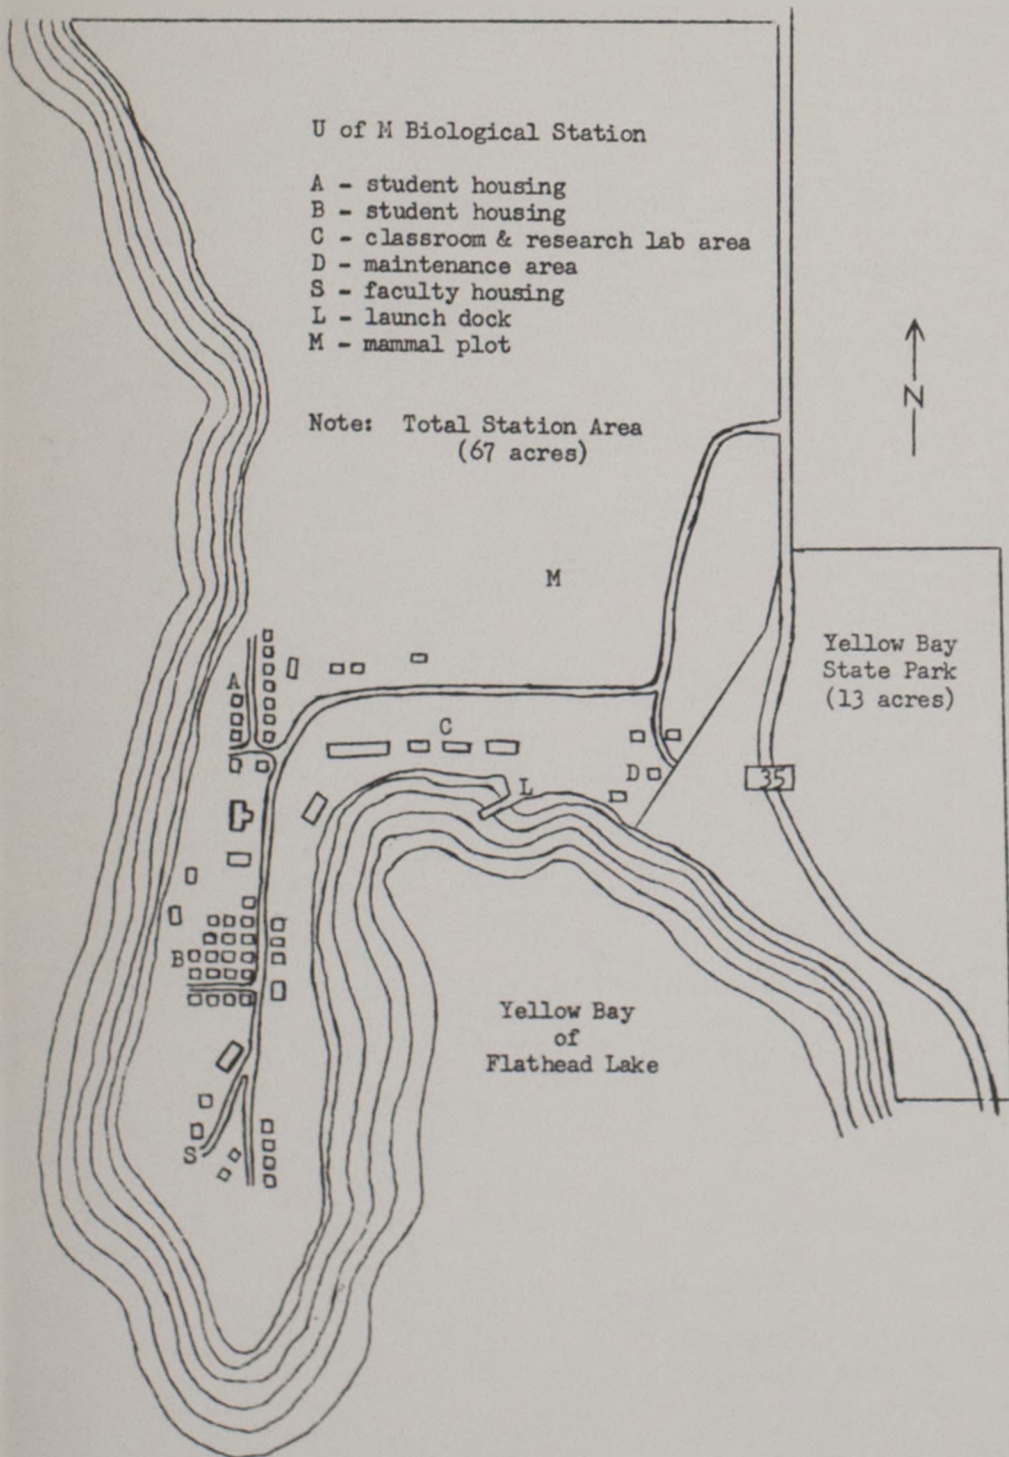 U of M Biological Station
A - student housing
B - student housing
C - classroom & research lab area
D - maintenance area
S - faculty housing
L - launch dock
M - mammal plot
Note: Total Station Area
(67 acres)
N
M
Yellow Bay
State Park
(13 acres)
A
C
35
D
L
B
Yellow Bay
of
Flathead Lake
S